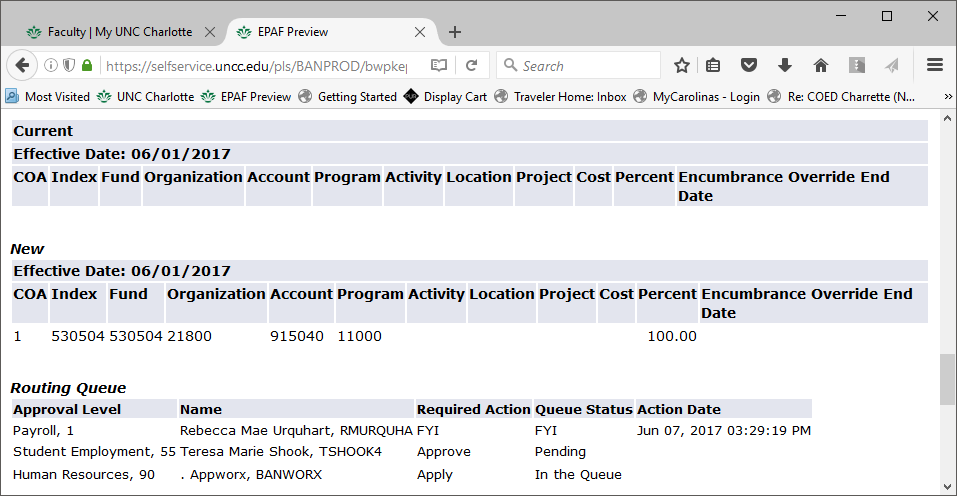 Faculty | My UNC Charlotte EPAF Preview
https://selfservice.uncc.edu/pls/BANPROD/bwpkep Search
Most Visited UNC Charlotte EPAF Preview Getting Started Display Cart Traveler Home: Inbox MyCarolinas - Login Re: COED Charrette (N... »
Current
Effective Date: 06/01/2017
COA Index Fund Organization Account Program Activity Location Project Cost Percent Encumbrance Override End
Date
New
Effective Date: 06/01/2017
COA Index Fund Organization Account Program Activity Location Project Cost Percent Encumbrance Override End
Date
1 530504 530504 21800 915040 11000 100.00
Routing Queue
Approval Level Name Required Action Queue Status Action Date
Payroll, 1 Rebecca Mae Urquhart, RMURQUHA FYI FYI Jun 07, 2017 03:29:19 PM
Student Employment, 55 Teresa Marie Shook, TSHOOK4 Approve Pending
Human Resources, 90 . Appworx, BANWORX Apply In the Queue